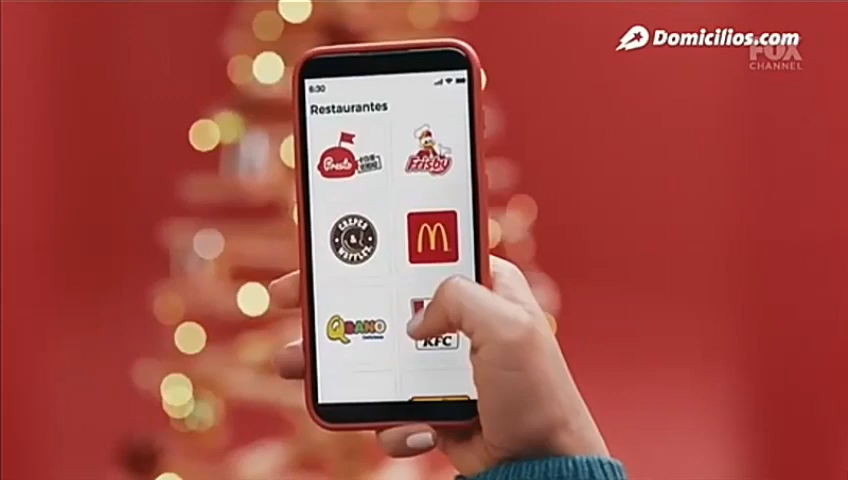 Domicilios.com
FOX
CHANNEL
6:30
Restaurantes
Presto
Frisby
CREPES
&
WAFFLES
QBANO
KFC